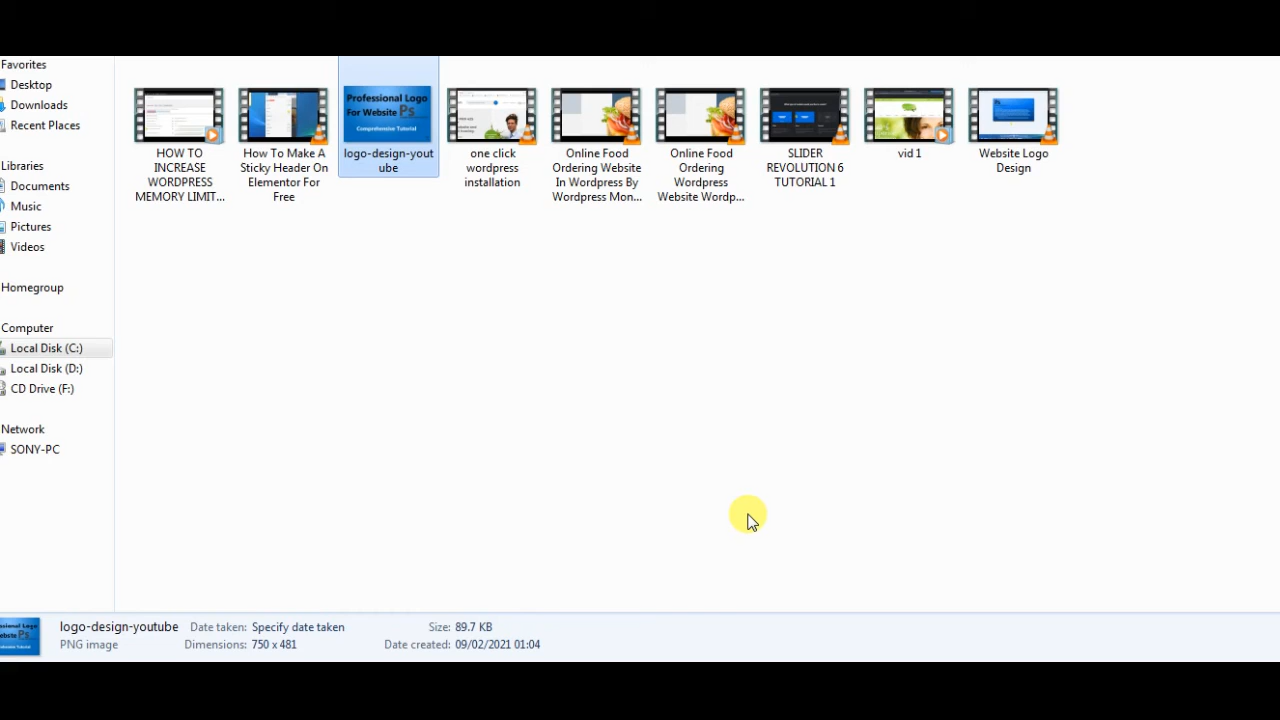 Favorites
Desktop
Downloads
Recent Places
Libraries
Documents
Music
Pictures
Videos
Homegroup
Computer
Local Disk (C:)
Local Disk (D:)
CD Drive (F:)
Network
SONY-PC
HOW TO
INCREASE
WORDPRESS
MEMORY LIMIT...
How To Make A
Sticky Header On
Elementor For
Free
Professional Logo
For Website Ps
Comprehensive Tutorial
logo-design-yout
ube
one click
wordpress
installation
Online Food
Ordering Website
In Wordpress By
Wordpress Mon...
Online Food
Ordering
Wordpress
Website Wordp...
SLIDER
REVOLUTION 6
TUTORIAL 1
vid 1
Website Logo
Design
logo-design-youtube
PNG image
Date taken: Specify date taken
Dimensions: 750 x 481
Size: 89.7 KB
Date created: 09/02/2021 01:04